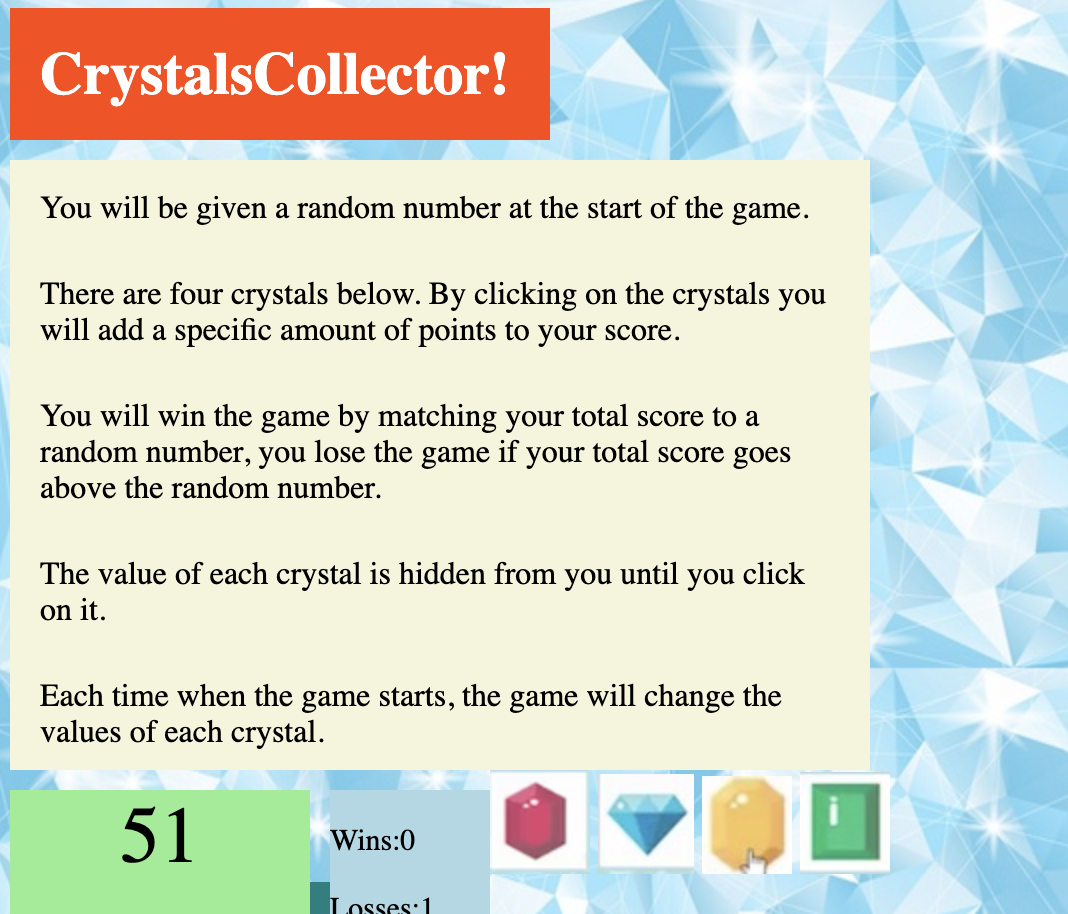 CrystalsCollector!
You will be given a random number at the start of the game.
There are four crystals below. By clicking on the crystals you
will add a specific amount of points to your score.
You will win the game by matching your total score to a
random number, you lose the game if your total score goes
above the random number.
The value of each crystal is hidden from you until you click
on it.
Each time when the game starts, the game will change the
values of each crystal.
51
Wins:0
Losses:1